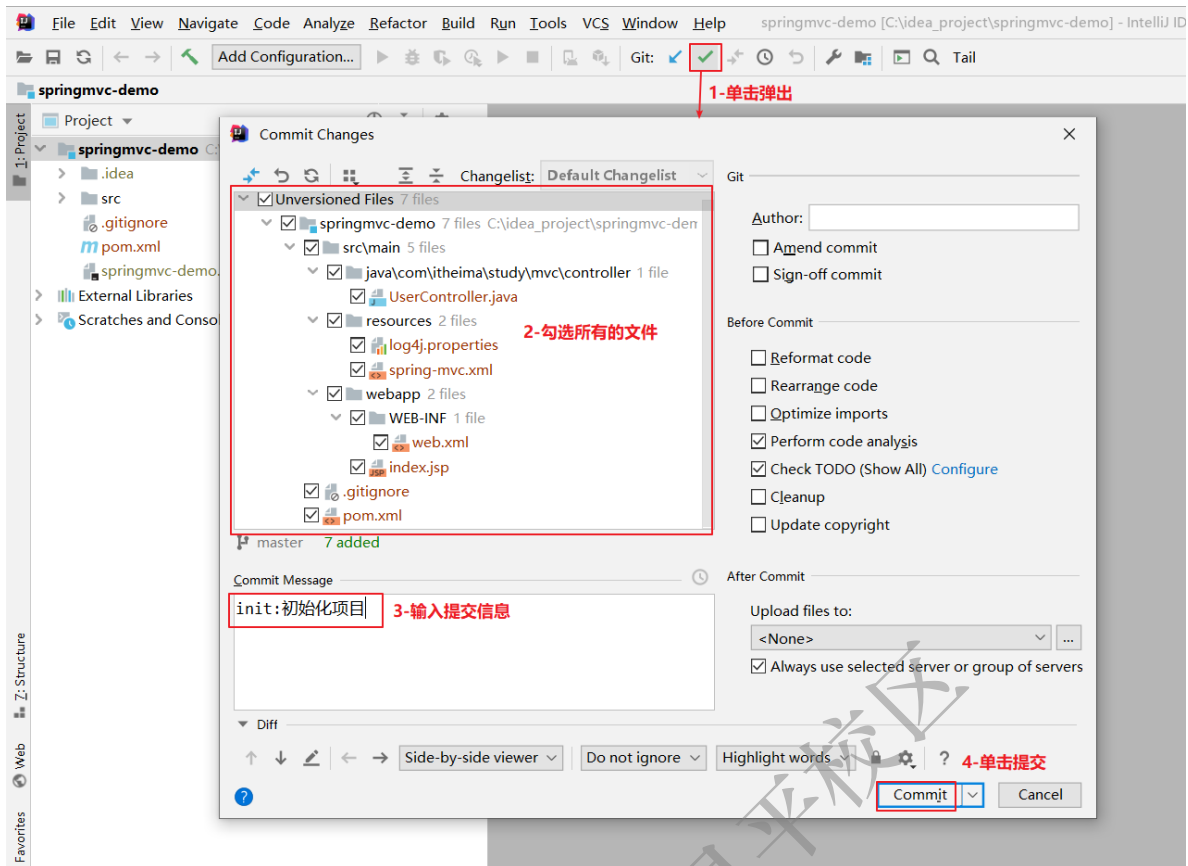 File Edit View Navigate Code Analyze Refactor Build Run Tools VCS Window Help springmvc-demo [C:\idea_project\springmvc-demo] - IntelliJ ID
Add Configuration... Git: Tail
springmvc-demo
1-单击弹出
1: Project
Project
springmvc-demo C:
.idea
src
.gitignore
pom.xml
springmvc-demo.
External Libraries
Scratches and Consol
Z: Structure
Web
Favorites
Commit Changes
Changelist: Default Changelist
Unversioned Files 7 files
springmvc-demo 7 files C:\idea_project\springmvc-dem
src\main 5 files
java\com\itheima\study\mvc\controller 1 file
UserController.java
resources 2 files
2-勾选所有的文件
log4j.properties
spring-mvc.xml
webapp 2 files
WEB-INF 1 file
web.xml
index.jsp
.gitignore
pom.xml
master 7 added
Commit Message
init:初始化项目
3-输入提交信息
Git
Author:
Amend commit
Sign-off commit
Before Commit
Reformat code
Rearrange code
Optimize imports
Perform code analysis
Check TODO (Show All) Configure
Cleanup
Update copyright
After Commit
Upload files to:
<None>
...
Always use selected server or group of servers
Diff
Side-by-side viewer Do not ignore Highlight words ?
4-单击提交
? Commit Cancel
平校区